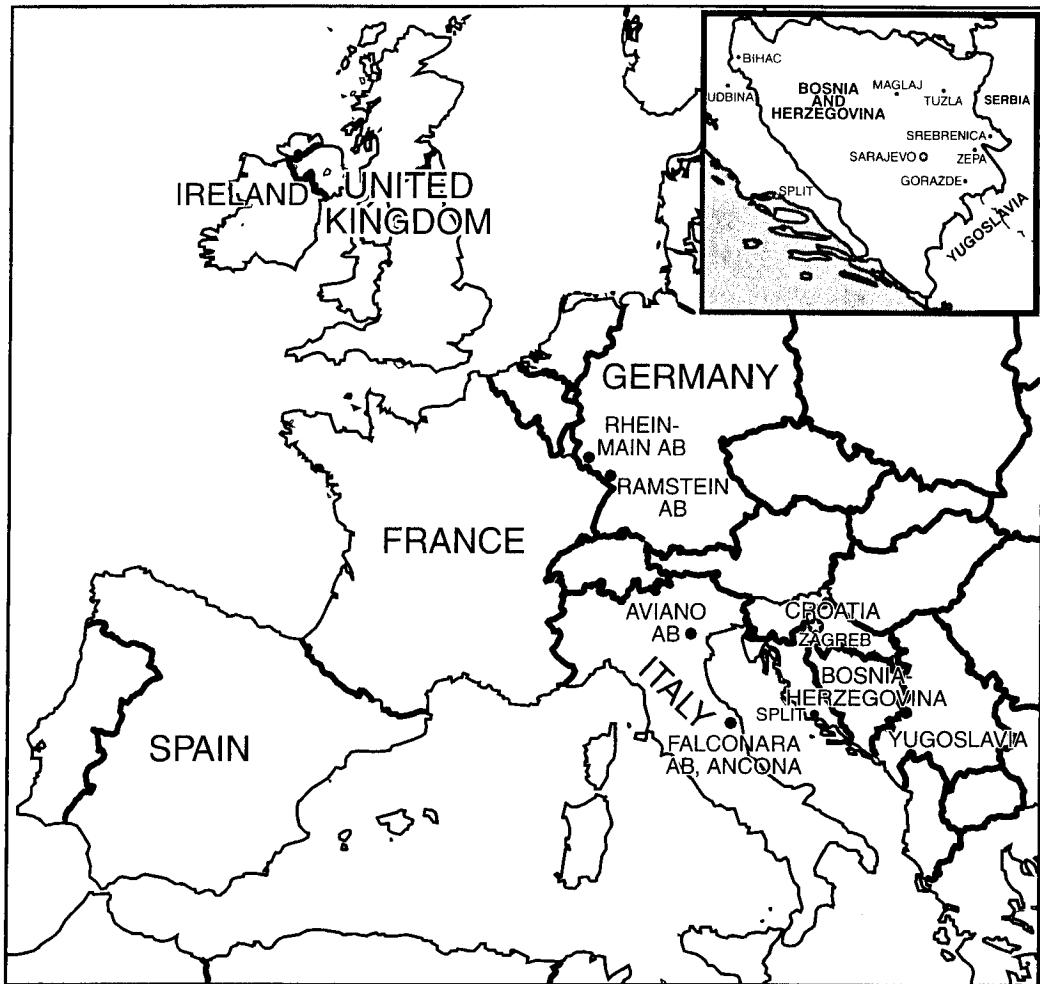 BIHAC
UDBINA
BOSNIA
AND
HERZEGOVINA
MAGLAJ
TUZLA
SERBIA
SREBRENICA
SARAJEVO
ZEPA
GORAZDE
SPLIT
YUGOSLAVIA
IRELAND
UNITED
KINGDOM
GERMANY
RHEIN-
MAIN AB
RAMSTEIN
AB
FRANCE
AVIANO
AB
CROATIA
ZAGREB
ITALY
BOSNIA-
HERZEGOVINA
SPLIT
YUGOSLAVIA
FALCONARA
AB, ANCONA
SPAIN